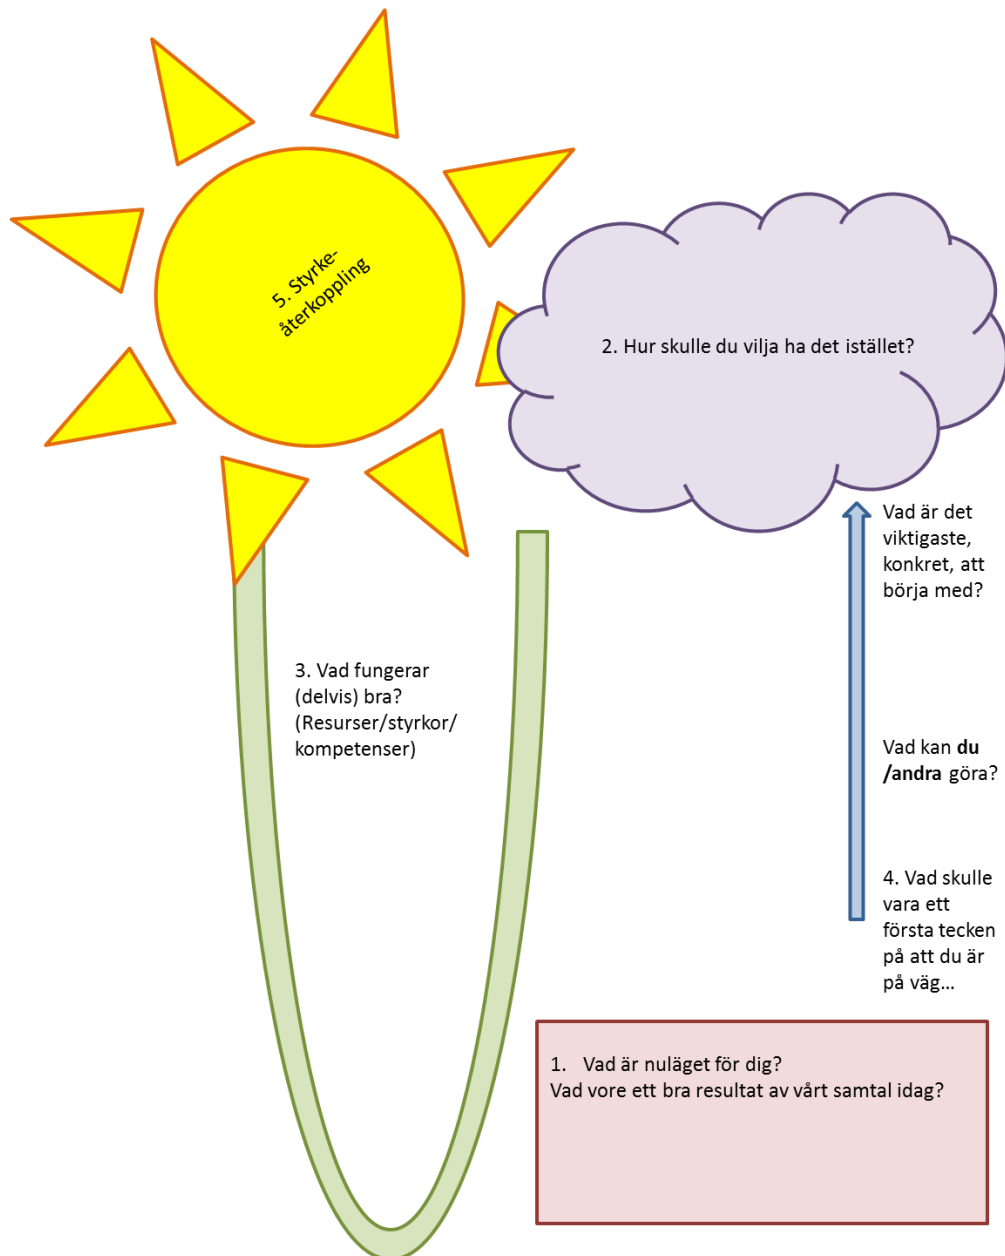 5. Styrke-
återkoppling
2. Hur skulle du vilja ha det istället?
Vad är det
viktigaste,
konkret, att
börja med?
3. Vad fungerar
(delvis) bra?
(Resurser/styrkor/
kompetenser)
Vad kan du
/andra göra?
4. Vad skulle
vara ett
första tecken
på att du är
på väg…
1. Vad är nuläget för dig?
Vad vore ett bra resultat av vårt samtal idag?